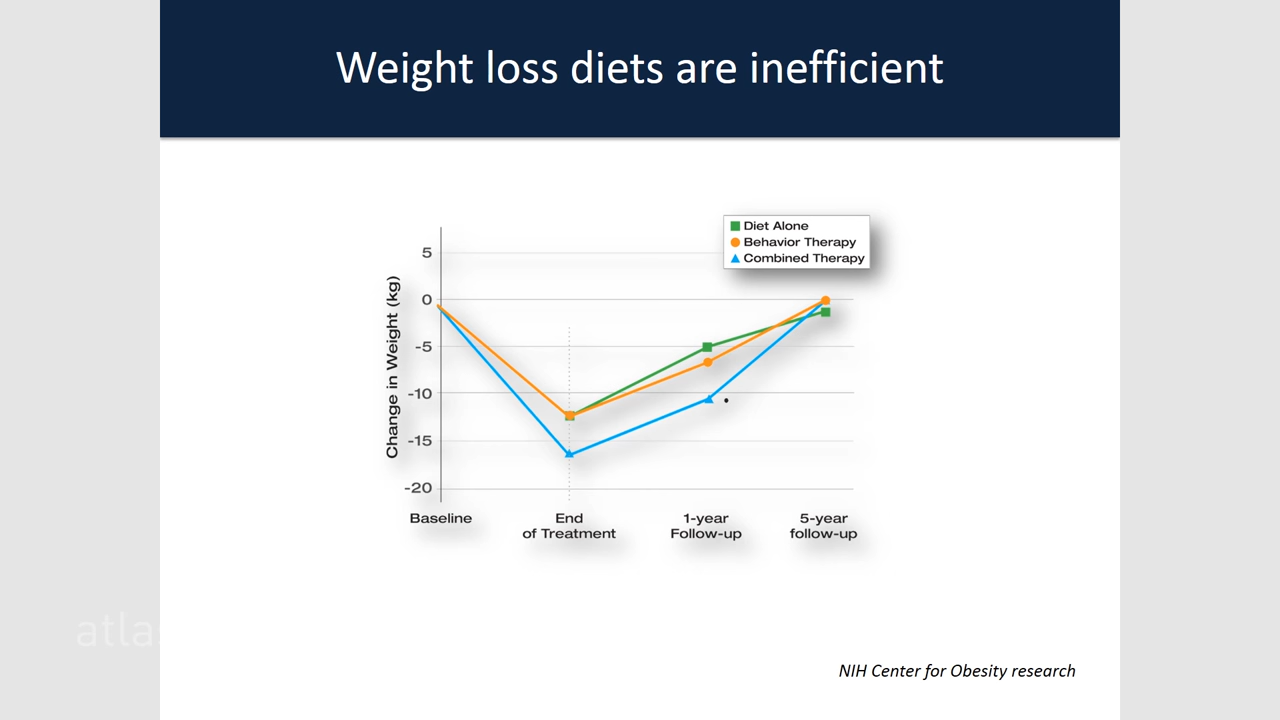 Weight loss diets are inefficient
Diet Alone
Behavior Therapy
Combined Therapy
Change in Weight (kg)
5
0
-5
-10
-15
-20
Baseline
End
of Treatment
1-year
Follow-up
5-year
follow-up
NIH Center for Obesity research